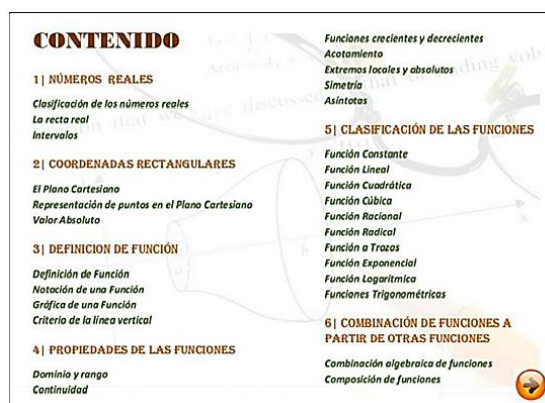 CONTENIDO
1| NÚMEROS REALES
Clasificación de los números reales
La recta real
Intervalos
2| COORDENADAS RECTANGULARES
El Plano Cartesiano
Representación de puntos en el Plano Cartesiano
Valor Absoluto
3| DEFINICION DE FUNCIÓN
Definición de Función
Notación de una Función
Gráfica de una Función
Criterio de la línea vertical
4| PROPIEDADES DE LAS FUNCIONES
Dominio y rango
Continuidad
Funciones crecientes y decrecientes
Acotamiento
Extremos locales y absolutos
Simetría
Asíntotas
5| CLASIFICACIÓN DE LAS FUNCIONES
Función Constante
Función Lineal
Función Cuadrática
Función Cúbica
Función Racional
Función Radical
Función a Trozos
Función Exponencial
Función Logarítmica
Funciones Trigonométricas
6| COMBINACIÓN DE FUNCIONES A
PARTIR DE OTRAS FUNCIONES
Combinación algebraica de funciones
Composición de funciones